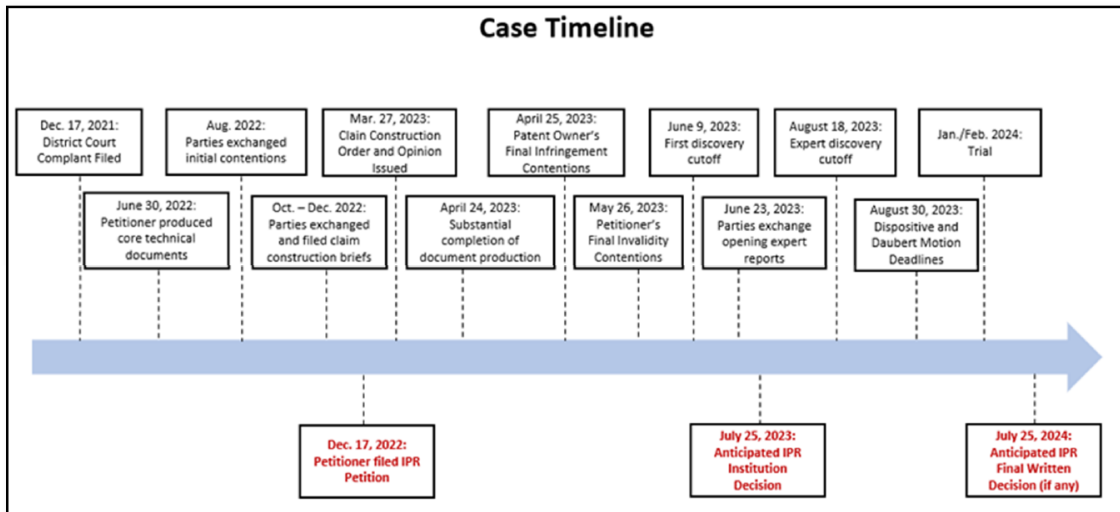 Case Timeline
Dec. 17, 2021:
District Court
Complant Filed
Aug. 2022:
Parties exchanged
initial contentions
Mar. 27, 2023:
Clain Construction
Order and Opinion
Issued
April 25, 2023:
Patent Owner's
Final Infringement
Contentions
June 9, 2023:
First discovery
cutoff
August 18, 2023:
Expert discovery
cutoff
Jan./Feb. 2024:
Trial
June 30, 2022:
Petitioner produced
core technical
documents
Oct. – Dec. 2022:
Parties exchanged
and filed claim
construction briefs
April 24, 2023:
Substantial
completion of
document production
May 26, 2023:
Petitioner's
Final Invalidity
Contentions
June 23, 2023:
Parties exchange
opening expert
reports
August 30, 2023:
Dispositive and
Daubert Motion
Deadlines
Dec. 17, 2022:
Petitioner filed IPR
Petition
July 25, 2023:
Anticipated IPR
Institution
Decision
July 25, 2024:
Anticipated IPR
Final Written
Decision (if any)